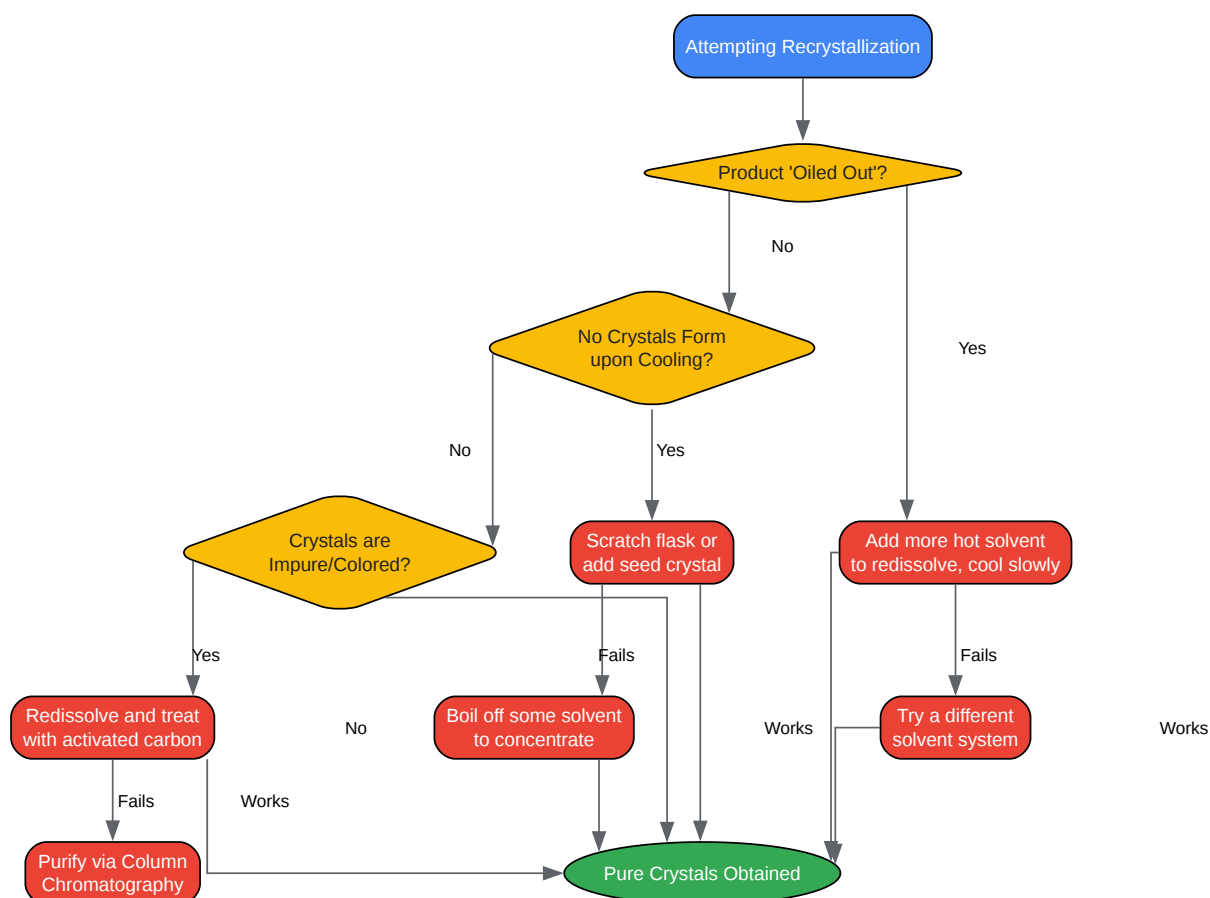 Attempting Recrystallization
Product 'Oiled Out'?
No
No Crystals Form
upon Cooling?
Yes
No
Yes
Crystals are
Impure/Colored?
Scratch flask or
add seed crystal
Add more hot solvent
to redissolve, cool slowly
Yes
Fails
Fails
Redissolve and treat
with activated carbon
No
Boil off some solvent
to concentrate
Works
Try a different
solvent system
Works
Fails
Works
Purify via Column
Chromatography
Pure Crystals Obtained